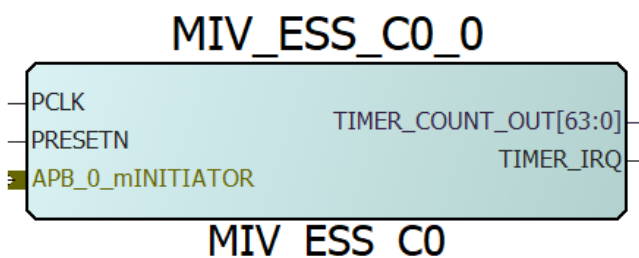 MIV_ESS_C0_0
PCLK
TIMER_COUNT_OUT[63:0]
PRESETN
TIMER_IRQ
APB_0_mINITIATOR
MIV_ESS_C0